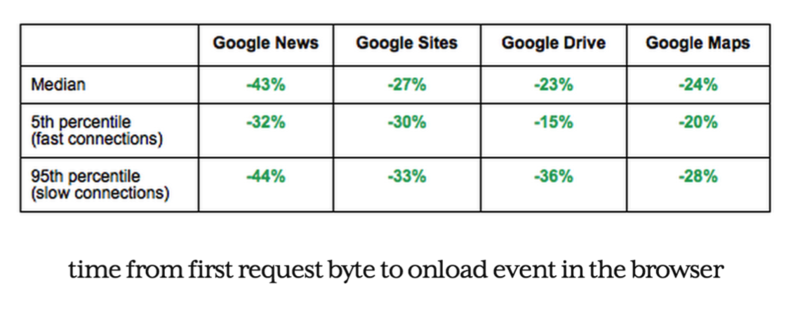 Google News Google Sites Google Drive Google Maps
Median -43% -27% -23% -24%
5th percentile -32% -30% -15% -20%
(fast connections)
95th percentile -44% -33% -36% -28%
(slow connections)
time from first request byte to onload event in the browser